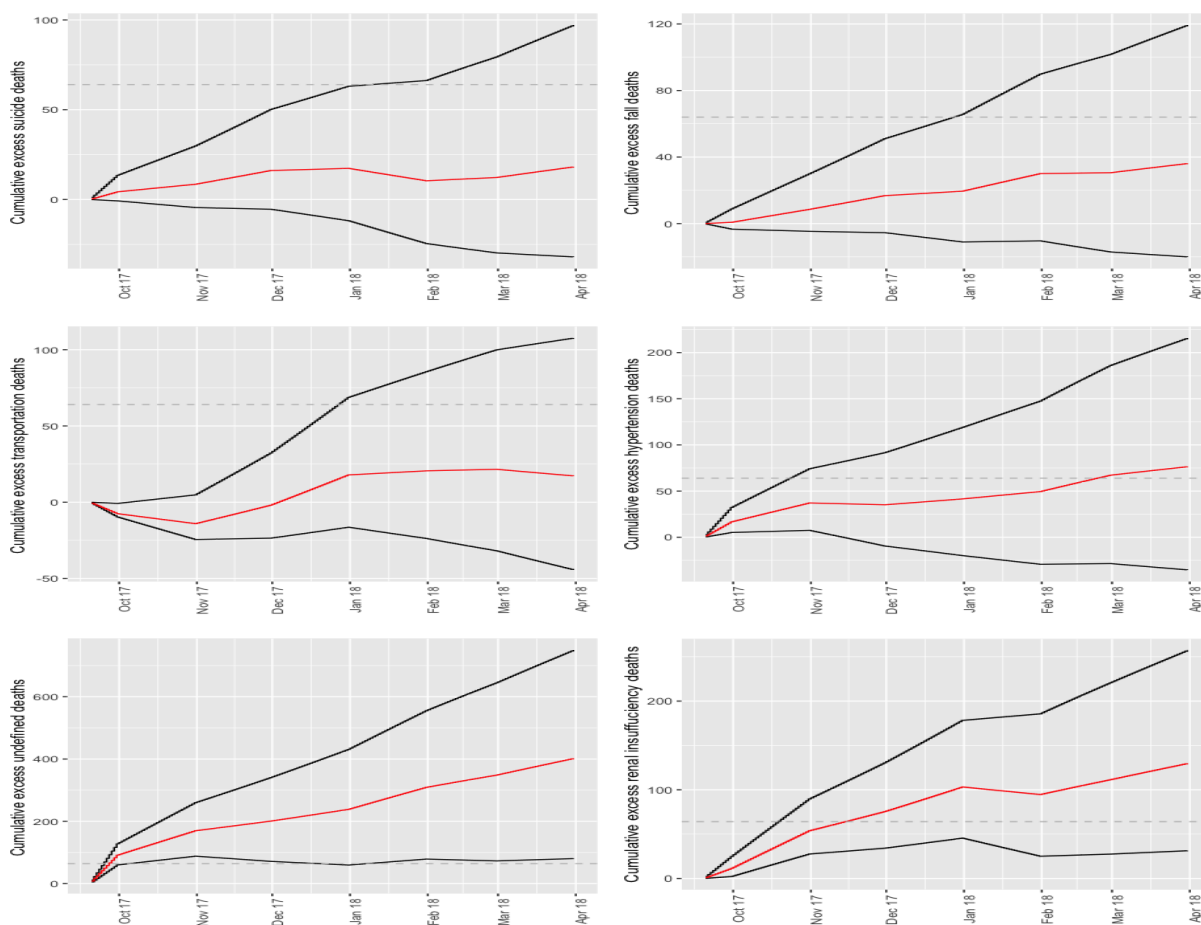 Cumulative excess suicide deaths
100
50
0
Oct 17
Nov 17
Dec 17
Jan 18
Feb 18
Mar 18
Apr 18
Cumulative excess fall deaths
120
80
40
0
Oct 17
Nov 17
Dec 17
Jan 18
Feb 18
Mar 18
Apr 18
Cumulative excess transportation deaths
100
50
0
-50
Oct 17
Nov 17
Dec 17
Jan 18
Feb 18
Mar 18
Apr 18
Cumulative excess hypertension deaths
200
150
100
50
0
Oct 17
Nov 17
Dec 17
Jan 18
Feb 18
Mar 18
Apr 18
Cumulative excess undefined deaths
600
400
200
0
Oct 17
Nov 17
Dec 17
Jan 18
Feb 18
Mar 18
Apr 18
Cumulative excess renal insuffuciency deaths
200
100
0
Oct 17
Nov 17
Dec 17
Jan 18
Feb 18
Mar 18
Apr 18